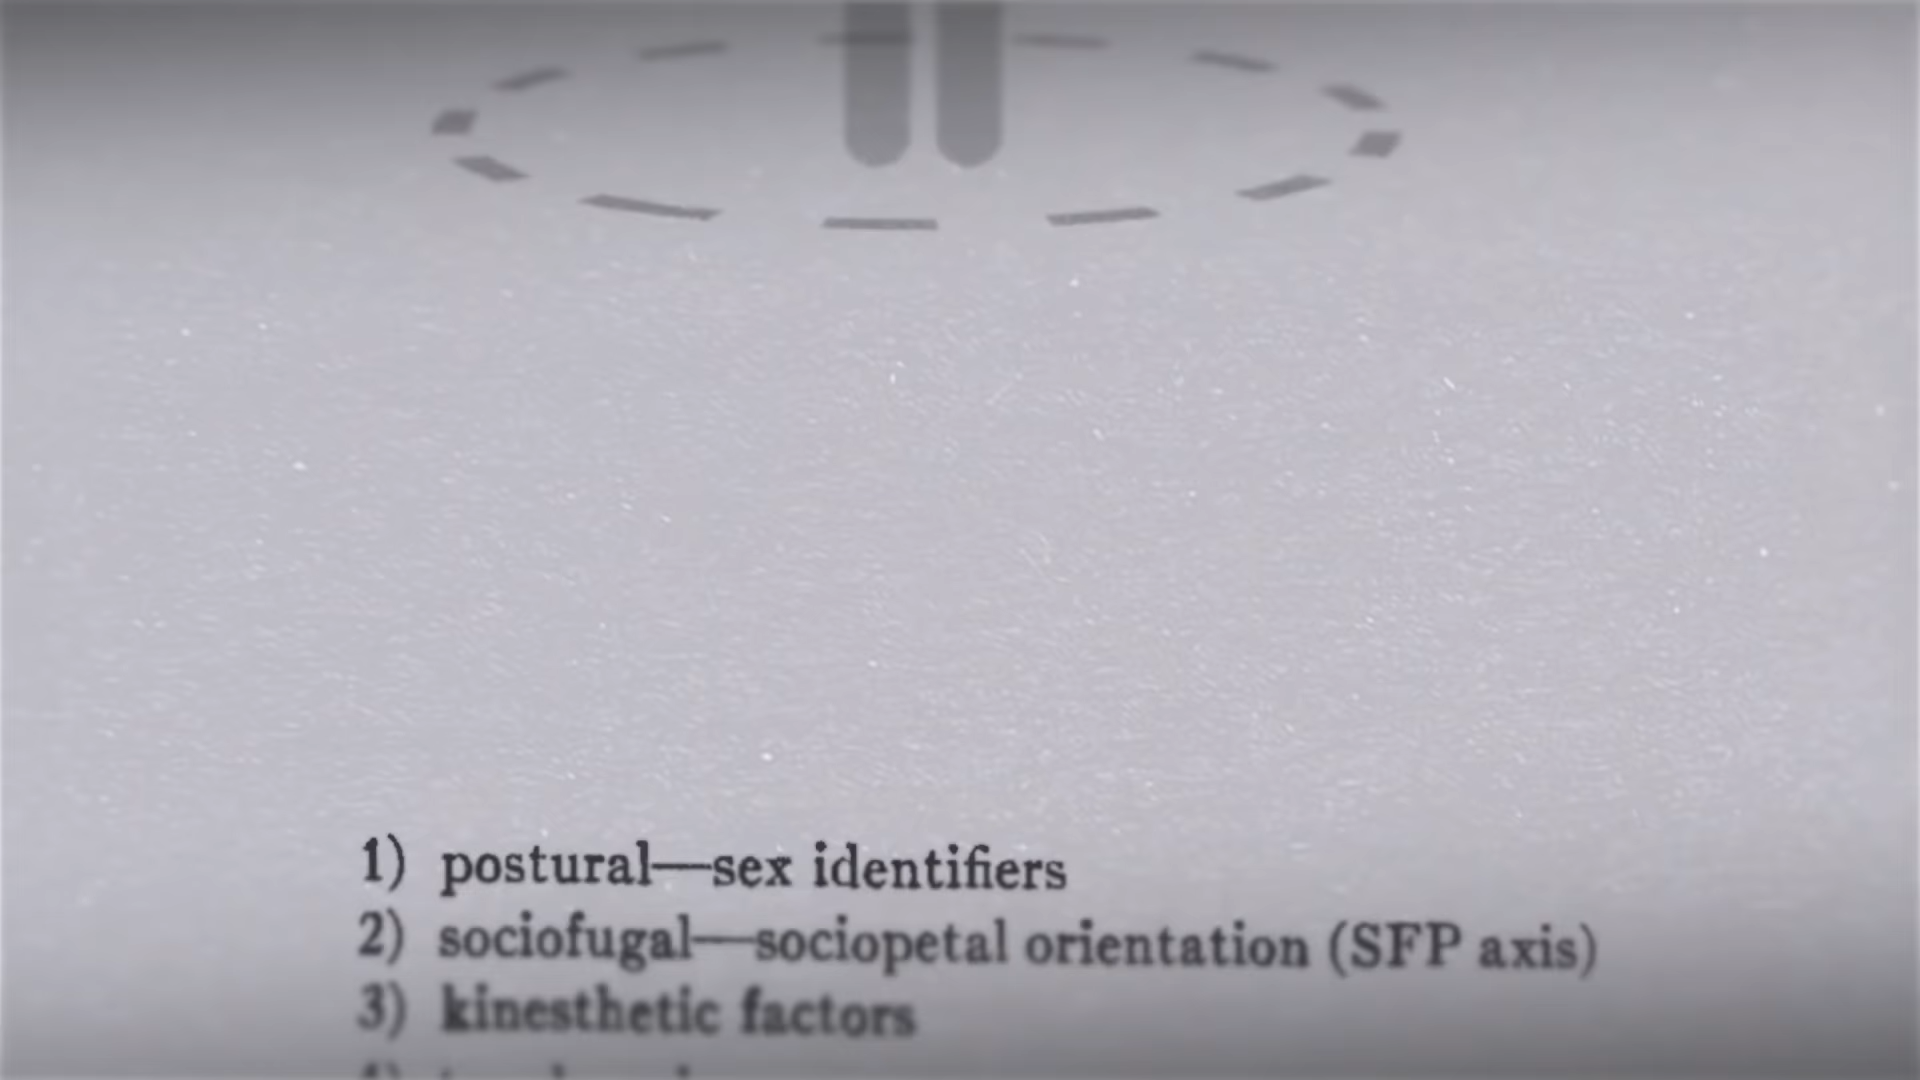 1) postural—sex identifiers
2) sociofugal—sociopetal orientation (SFP axis)
3) kinesthetic factors